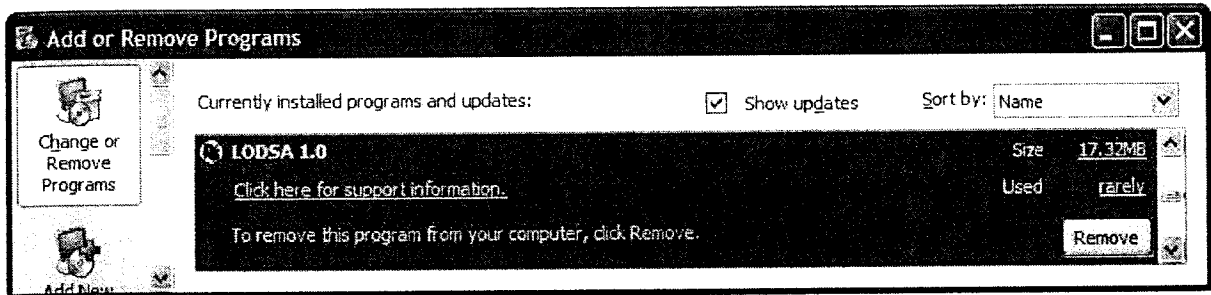 Add or Remove Programs
Change or
Remove
Programs
Currently installed programs and updates:
Show updates
Sort by: Name
LODSA 1.0
Size 17.32MB
Click here for support information.
Used rarely
To remove this program from your computer, click Remove.
Remove
Add New